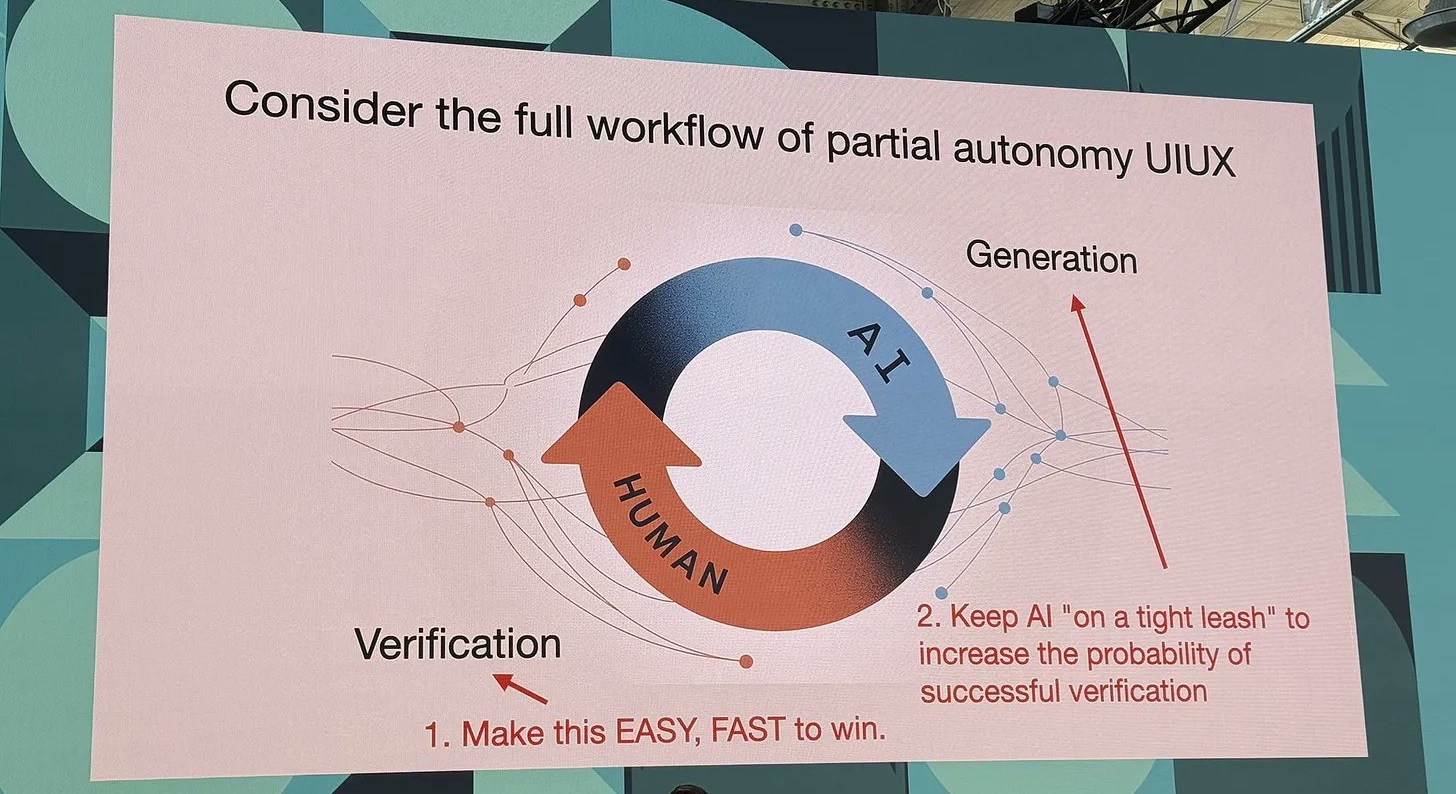 Consider the full workflow of partial autonomy UIUX
Generation
AI
HUMAN
Verification
1. Make this EASY, FAST to win.
2. Keep AI "on a tight leash" to
increase the probability of
successful verification